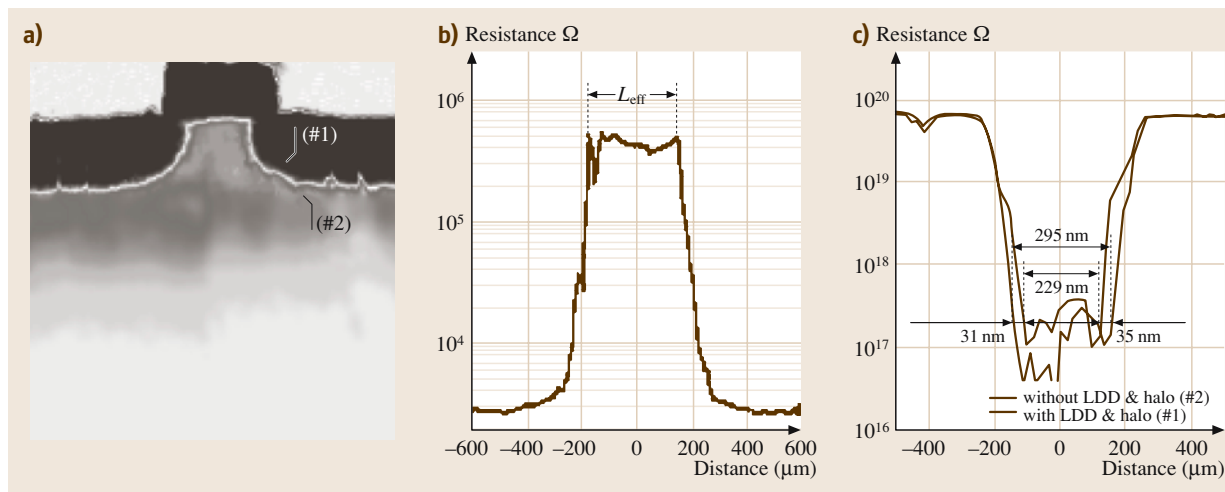 a)
(#1)
(#2)
b) Resistance Ω
L_eff
10⁶
10⁵
10⁴
−600 −400 −200 0 200 400 600
Distance (μm)
c) Resistance Ω
10²⁰
10¹⁹
10¹⁸
10¹⁷
10¹⁶
295 nm
229 nm
31 nm 35 nm
without LDD & halo (#2)
with LDD & halo (#1)
−400 −200 0 200 400
Distance (μm)